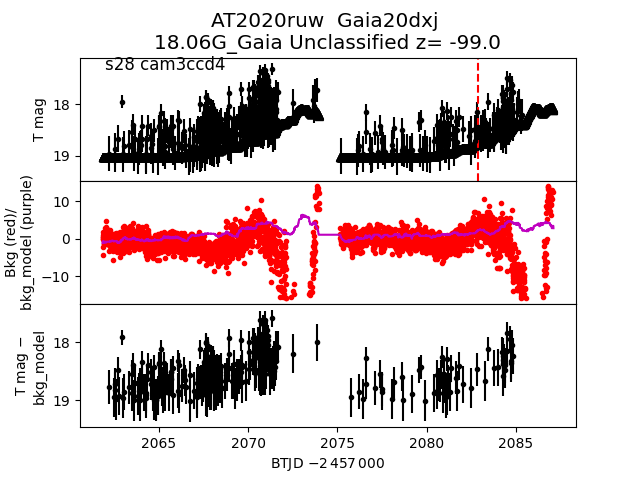 AT2020ruw  Gaia20dxj
18.06G_Gaia Unclassified z= -99.0
s28 cam3ccd4
T mag
18
19
Bkg (red)/
bkg_model (purple)
10
0
−10
T mag −
bkg_model
18
19
2065 2070 2075 2080 2085
BTJD −2 457 000